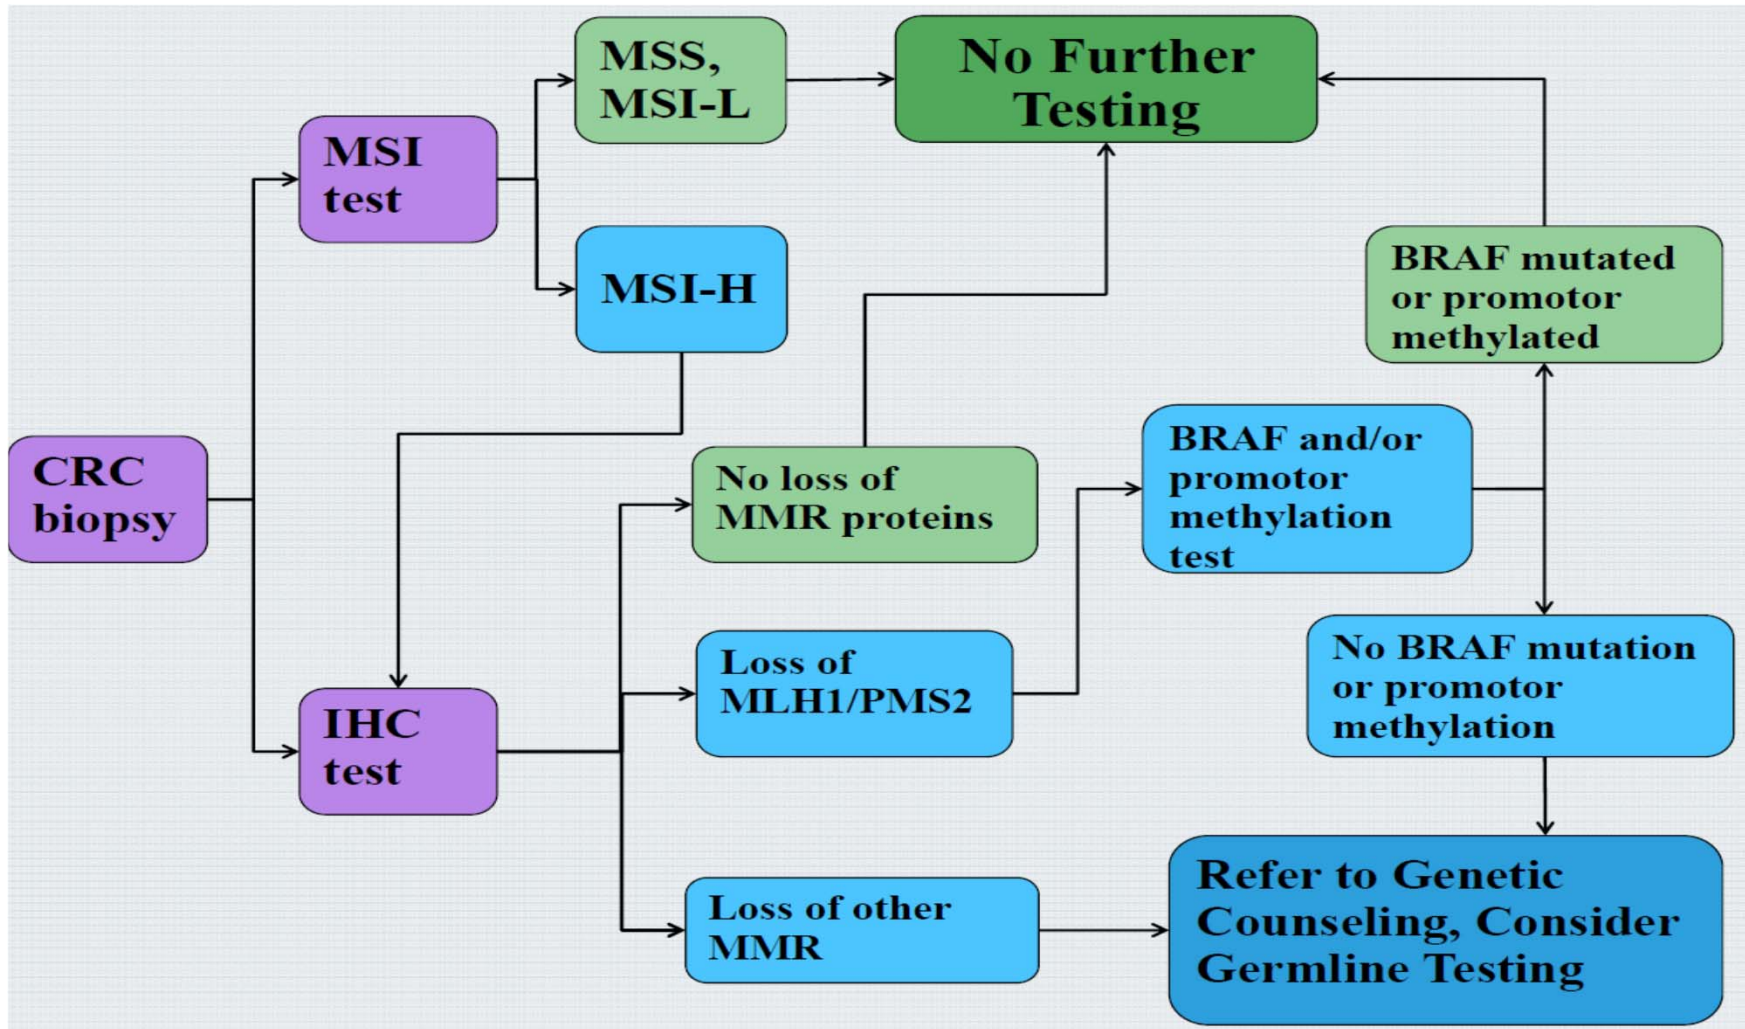 MSS,
MSI-L
No Further
Testing
MSI
test
MSI-H
BRAF mutated
or promotor
methylated
CRC
biopsy
No loss of
MMR proteins
BRAF and/or
promotor
methylation
test
Loss of
MLH1/PMS2
No BRAF mutation
or promotor
methylation
IHC
test
Loss of other
MMR
Refer to Genetic
Counseling, Consider
Germline Testing